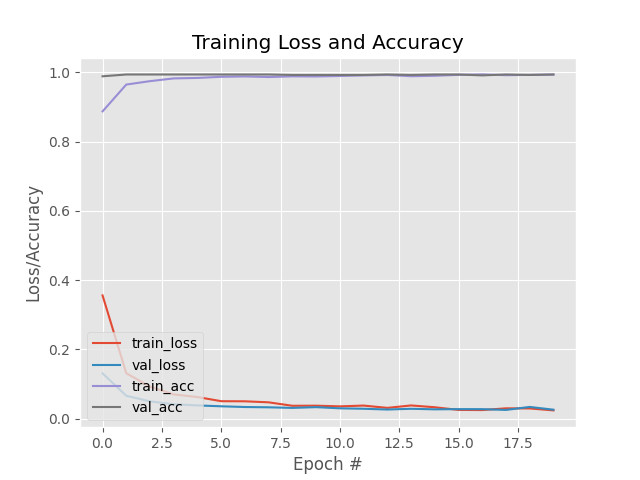 Training Loss and Accuracy
Loss/Accuracy
1.0
0.8
0.6
0.4
0.2
0.0
train_loss
val_loss
train_acc
val_acc
0.0 2.5 5.0 7.5 10.0 12.5 15.0 17.5
Epoch #